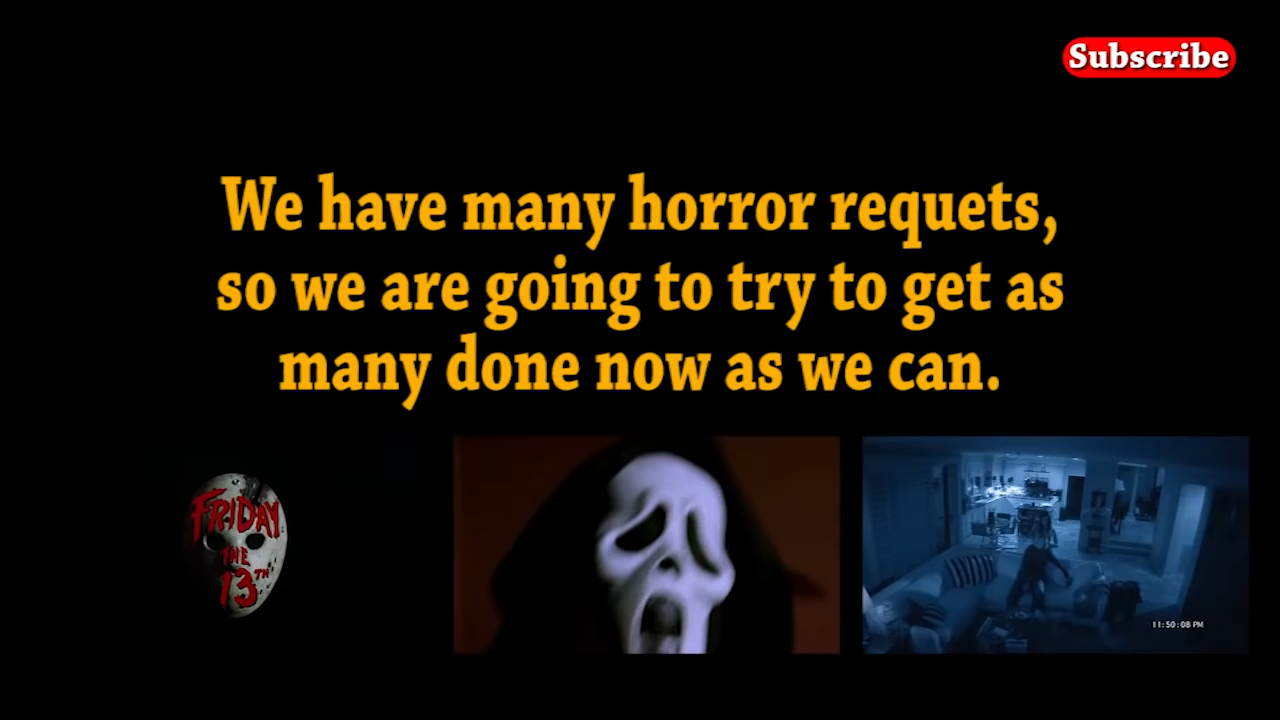 Subscribe
We have many horror requets,
so we are going to try to get as
many done now as we can.
FRIDAY
THE
13TH
11:50:08 PM